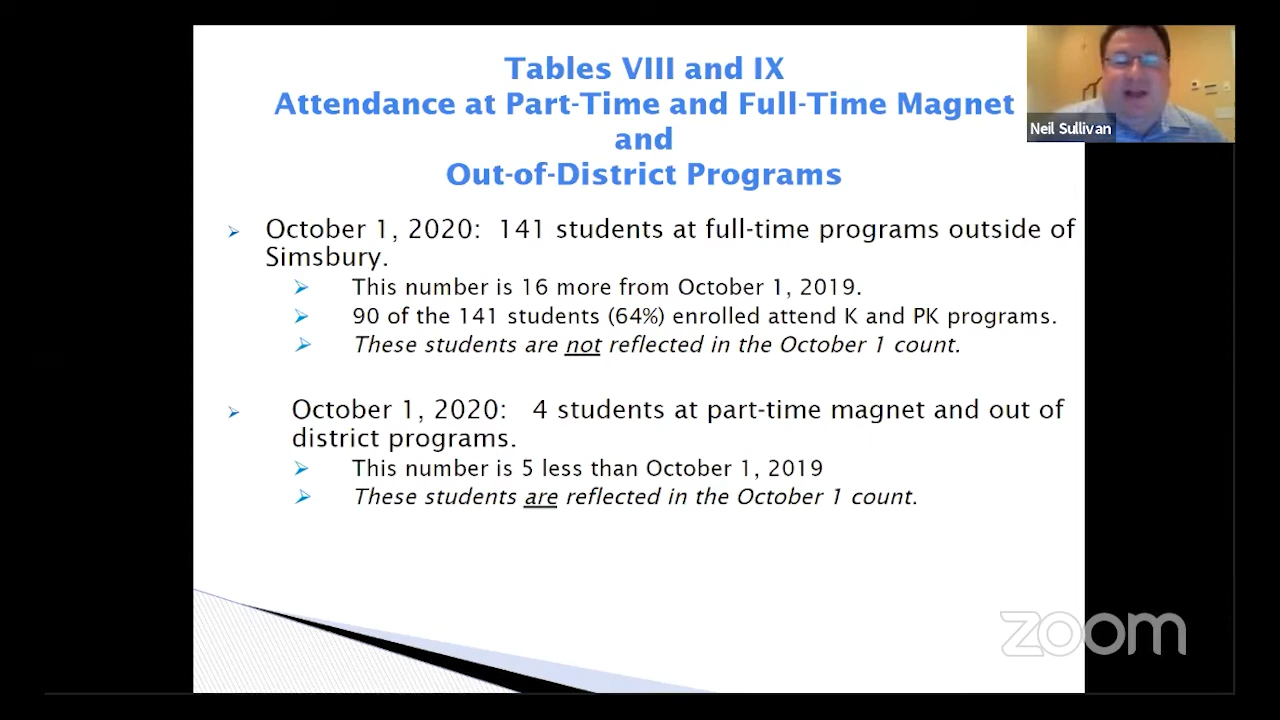 Tables VIII and IX
Attendance at Part-Time and Full-Time Magnet
and
Out-of-District Programs
Neil Sullivan
October 1, 2020: 141 students at full-time programs outside of
Simsbury.
This number is 16 more from October 1, 2019.
90 of the 141 students (64%) enrolled attend K and PK programs.
These students are not reflected in the October 1 count.
October 1, 2020: 4 students at part-time magnet and out of
district programs.
This number is 5 less than October 1, 2019
These students are reflected in the October 1 count.
zoom